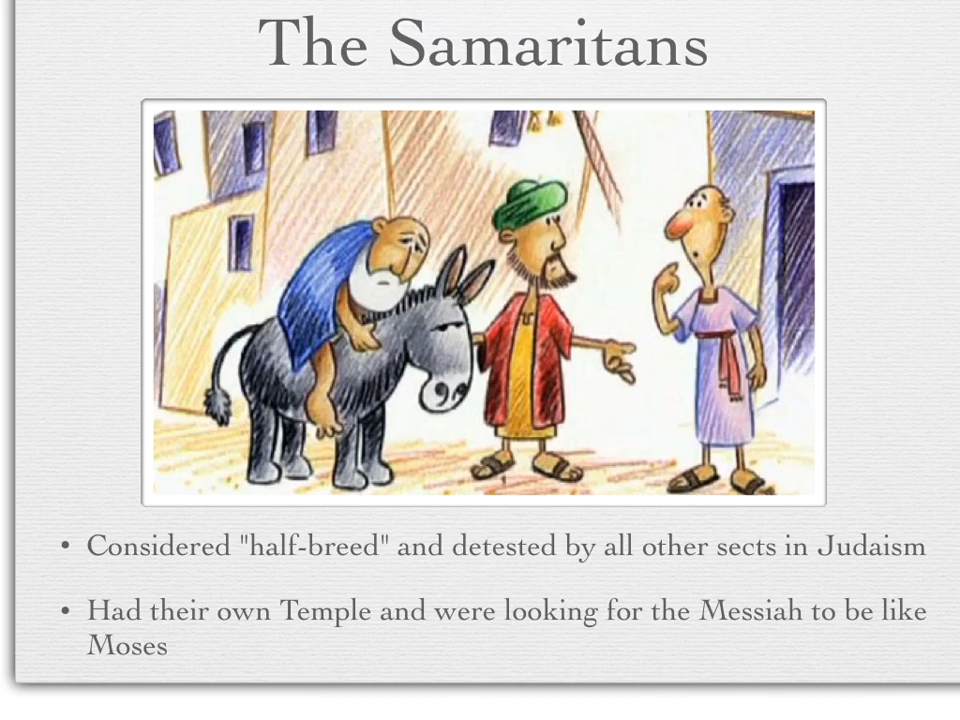 The Samaritans
• Considered "half-breed" and detested by all other sects in Judaism
• Had their own Temple and were looking for the Messiah to be like
Moses